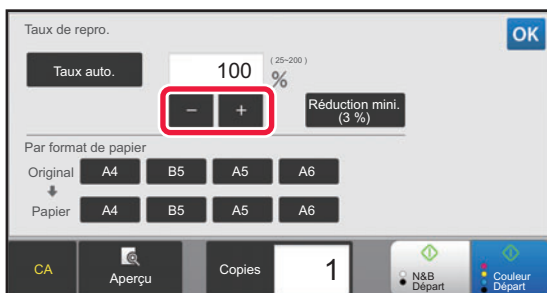 Taux de repro.
OK
Taux auto.
100
(25~200)
%
− +
Réduction mini.
(3 %)
Par format de papier
Original A4 B5 A5 A6
Papier A4 B5 A5 A6
CA
Aperçu
Copies
1
N&B
Départ
Couleur
Départ